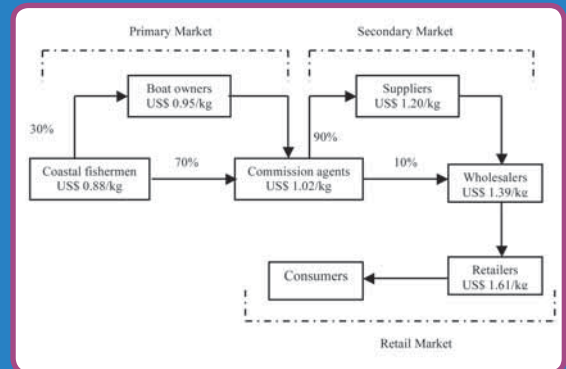 Primary Market
Secondary Market
Boat owners
US$ 0.95/kg
Suppliers
US$ 1.20/kg
30%
90%
Coastal fishermen
US$ 0.88/kg
70%
Commission agents
US$ 1.02/kg
10%
Wholesalers
US$ 1.39/kg
Consumers
Retailers
US$ 1.61/kg
Retail Market